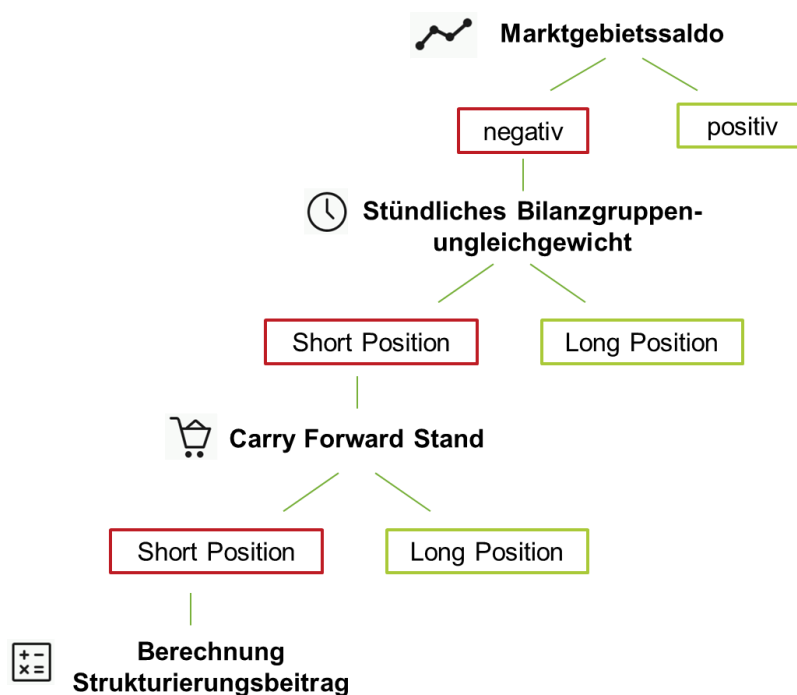 Marktgebietssaldo
negativ
positiv
Stündliches Bilanzgruppen-
ungleichgewicht
Short Position
Long Position
Carry Forward Stand
Short Position
Long Position
Berechnung
Strukturierungsbeitrag